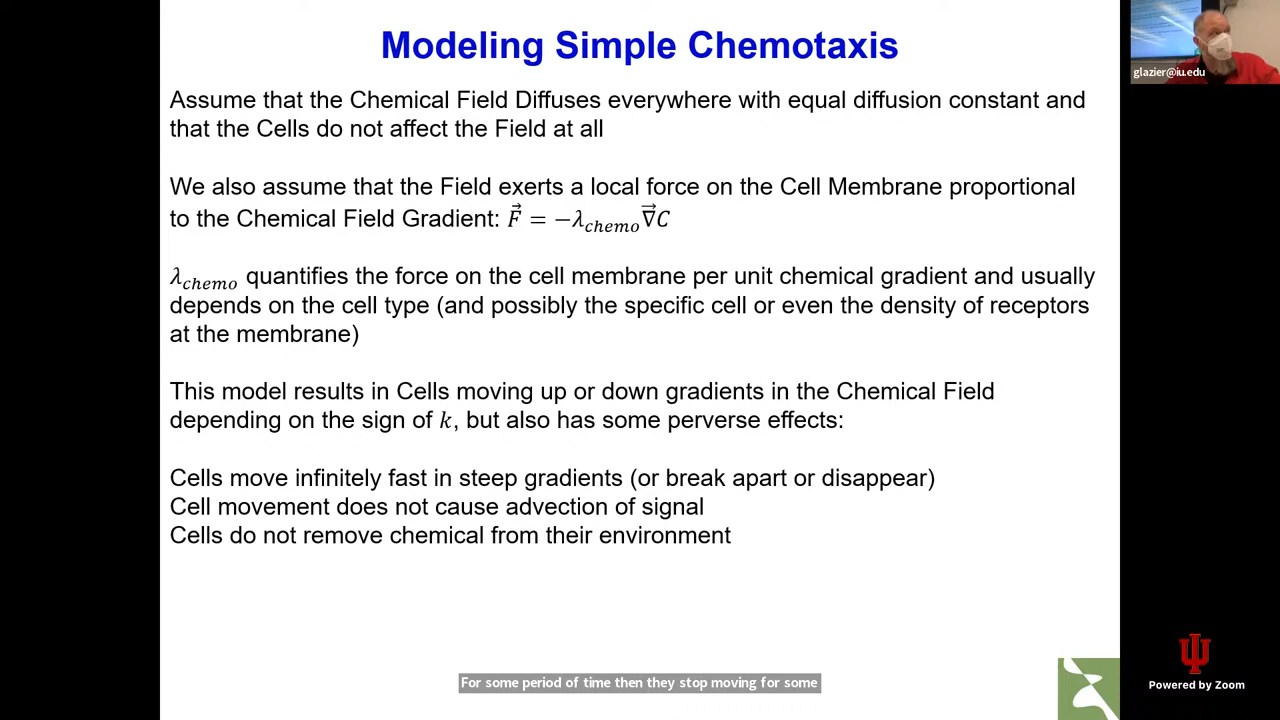 Modeling Simple Chemotaxis
Assume that the Chemical Field Diffuses everywhere with equal diffusion constant and
that the Cells do not affect the Field at all
We also assume that the Field exerts a local force on the Cell Membrane proportional
to the Chemical Field Gradient: F⃗ = −λ_chemo ∇⃗C
λ_chemo quantifies the force on the cell membrane per unit chemical gradient and usually
depends on the cell type (and possibly the specific cell or even the density of receptors
at the membrane)
This model results in Cells moving up or down gradients in the Chemical Field
depending on the sign of k, but also has some perverse effects:
Cells move infinitely fast in steep gradients (or break apart or disappear)
Cell movement does not cause advection of signal
Cells do not remove chemical from their environment
For some period of time then they stop moving for some
glazier@iu.edu
Powered by Zoom